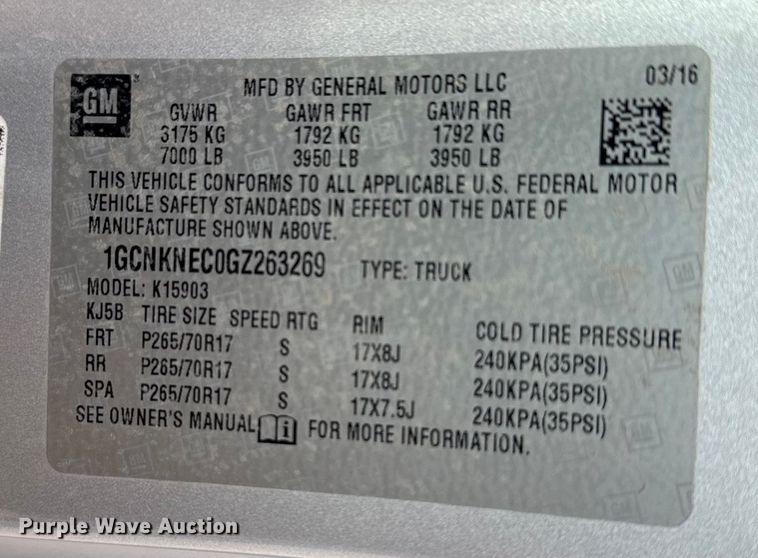 GM
MFD BY GENERAL MOTORS LLC 03/16
GVWR GAWR FRT GAWR RR
3175 KG 1792 KG 1792 KG
7000 LB 3950 LB 3950 LB
THIS VEHICLE CONFORMS TO ALL APPLICABLE U.S. FEDERAL MOTOR
VEHICLE SAFETY STANDARDS IN EFFECT ON THE DATE OF
MANUFACTURE SHOWN ABOVE.
1GCNKNEC0GZ263269 TYPE: TRUCK
MODEL: K15903
KJ5B TIRE SIZE SPEED RTG RIM COLD TIRE PRESSURE
FRT P265/70R17 S 17X8J 240KPA(35PSI)
RR P265/70R17 S 17X8J 240KPA(35PSI)
SPA P265/70R17 S 17X7.5J 240KPA(35PSI)
SEE OWNER'S MANUAL i FOR MORE INFORMATION.
Purple Wave Auction